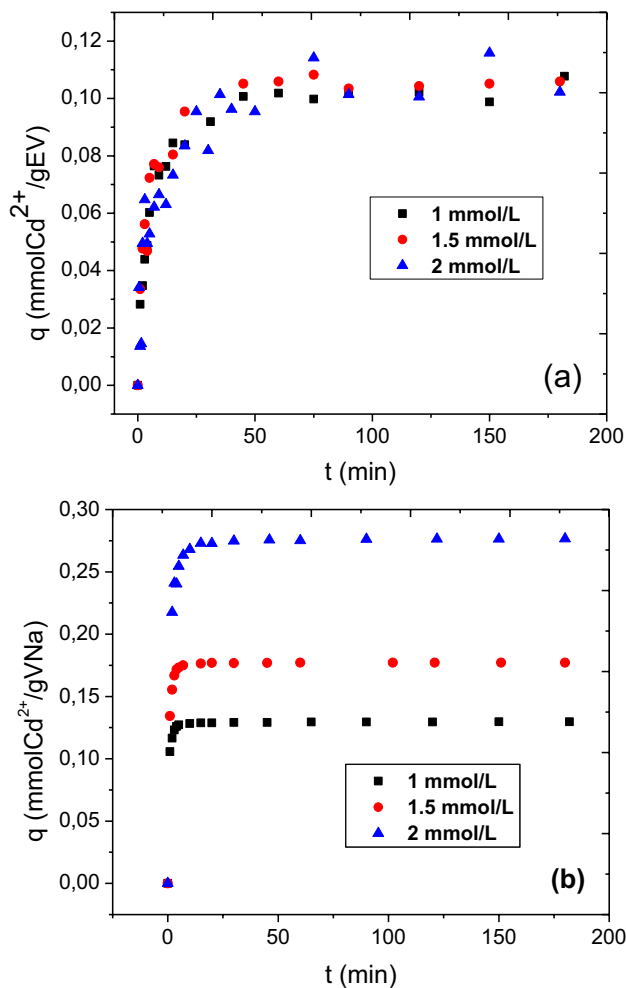 0,12
0,10
0,08
0,06
0,04
0,02
0,00
q (mmolCd²⁺/gEV)
1 mmol/L
1.5 mmol/L
2 mmol/L
(a)
0 50 100 150 200
t (min)
0,30
0,25
0,20
0,15
0,10
0,05
0,00
q (mmolCd²⁺/gVNa)
1 mmol/L
1.5 mmol/L
2 mmol/L
(b)
0 50 100 150 200
t (min)